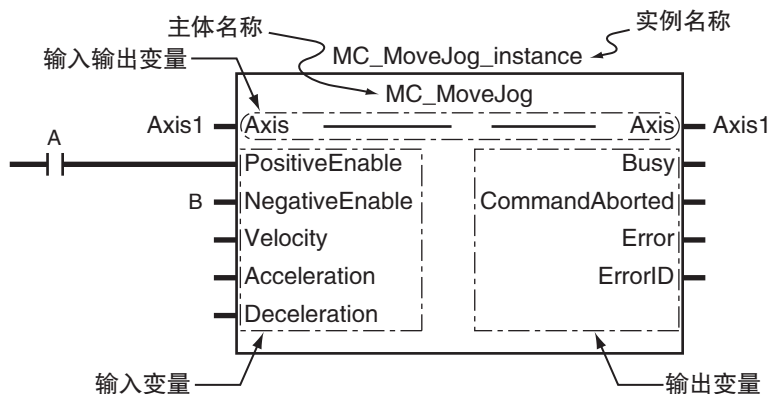 主体名称
实例名称
输入输出变量
MC_MoveJog_instance
MC_MoveJog
Axis1 Axis Axis Axis1
A
PositiveEnable Busy
B NegativeEnable CommandAborted
Velocity Error
Acceleration ErrorID
Deceleration
输入变量 输出变量